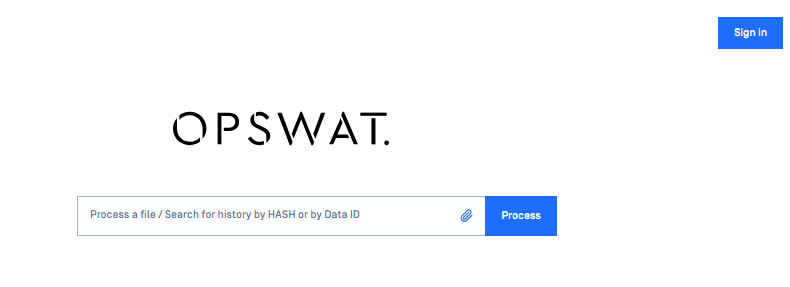 Sign in
OPSWAT.
Process a file / Search for history by HASH or by Data ID
Process